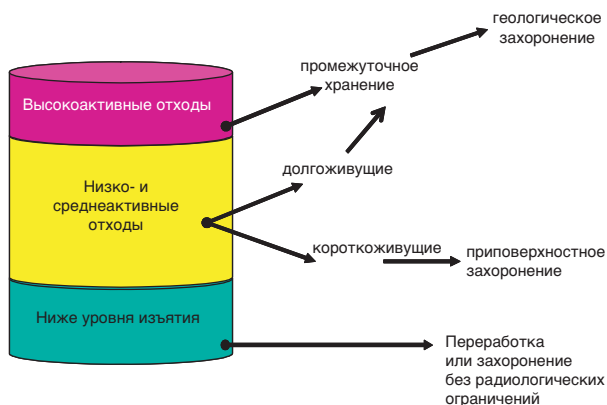 геологическое
захоронение
промежуточное
хранение
Высокоактивные отходы
долгоживущие
Низко- и
среднеактивные
отходы
короткоживущие
приповерхностное
захоронение
Ниже уровня изъятия
Переработка
или захоронение
без радиологических
ограничений